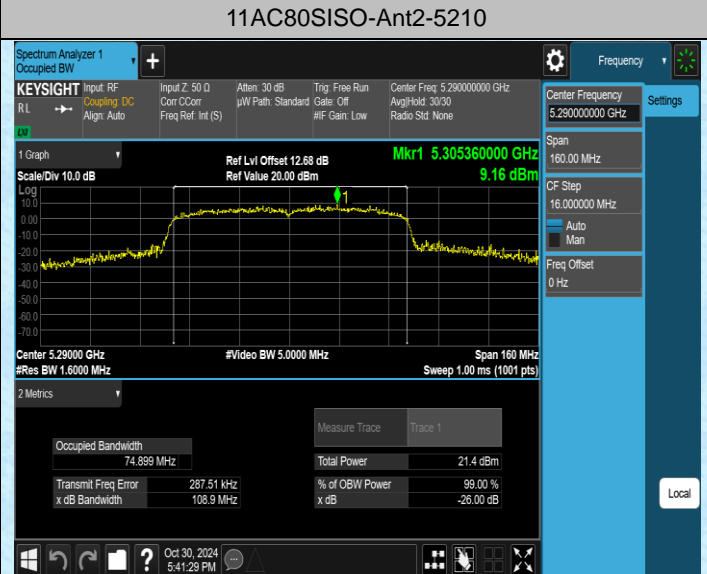 11AC80SISO-Ant2-5210
Spectrum Analyzer 1
Occupied BW
Frequency
KEYSIGHT
RL
LXI
Input: RF
Coupling: DC
Align: Auto
Input Z: 50 Ω
Corr CCorr
Freq Ref: Int (S)
Atten: 30 dB
µW Path: Standard
Trig: Free Run
Gate: Off
#IF Gain: Low
Center Freq: 5.290000000 GHz
Avg|Hold: 30/30
Radio Std: None
Center Frequency
5.290000000 GHz
Settings
Span
160.00 MHz
CF Step
16.000000 MHz
Auto
Man
Freq Offset
0 Hz
1 Graph
Scale/Div 10.0 dB
Ref Lvl Offset 12.68 dB
Ref Value 20.00 dBm
Mkr1 5.305360000 GHz
9.16 dBm
Log
10.0
0.00
-10.0
-20.0
-30.0
-40.0
-50.0
-60.0
-70.0
1
Center 5.29000 GHz
#Video BW 5.0000 MHz
Span 160 MHz
#Res BW 1.6000 MHz
Sweep 1.00 ms (1001 pts)
2 Metrics
Measure Trace
Trace 1
Occupied Bandwidth
74.899 MHz
Total Power
21.4 dBm
Transmit Freq Error
287.51 kHz
% of OBW Power
99.00 %
x dB Bandwidth
108.9 MHz
x dB
-26.00 dB
Local
?
Oct 30, 2024
5:41:29 PM